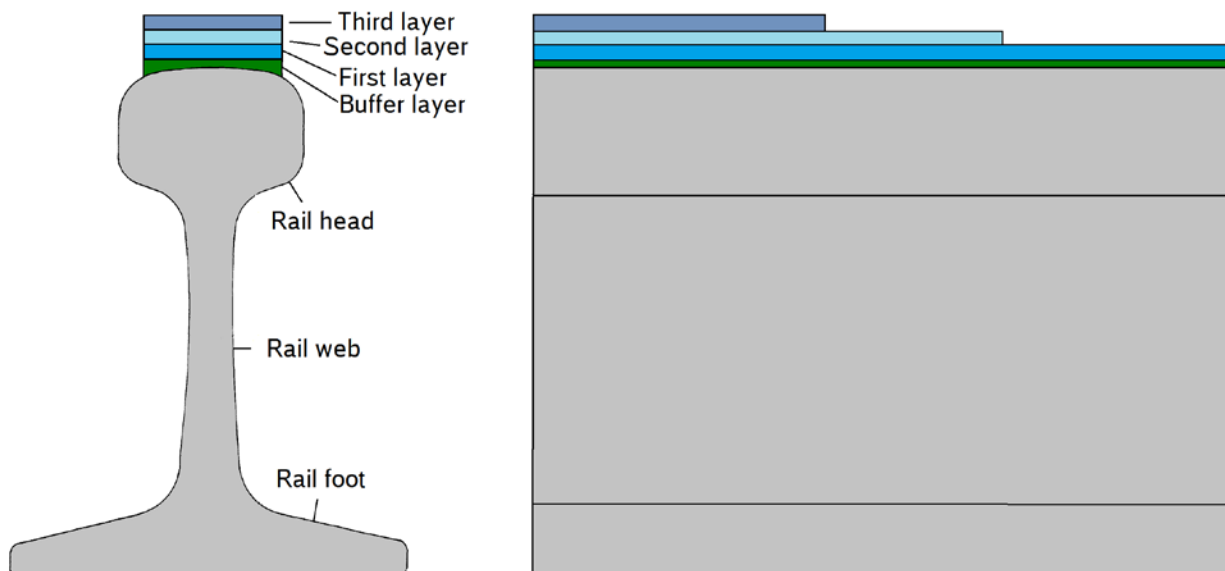 Third layer
Second layer
First layer
Buffer layer
Rail head
Rail web
Rail foot